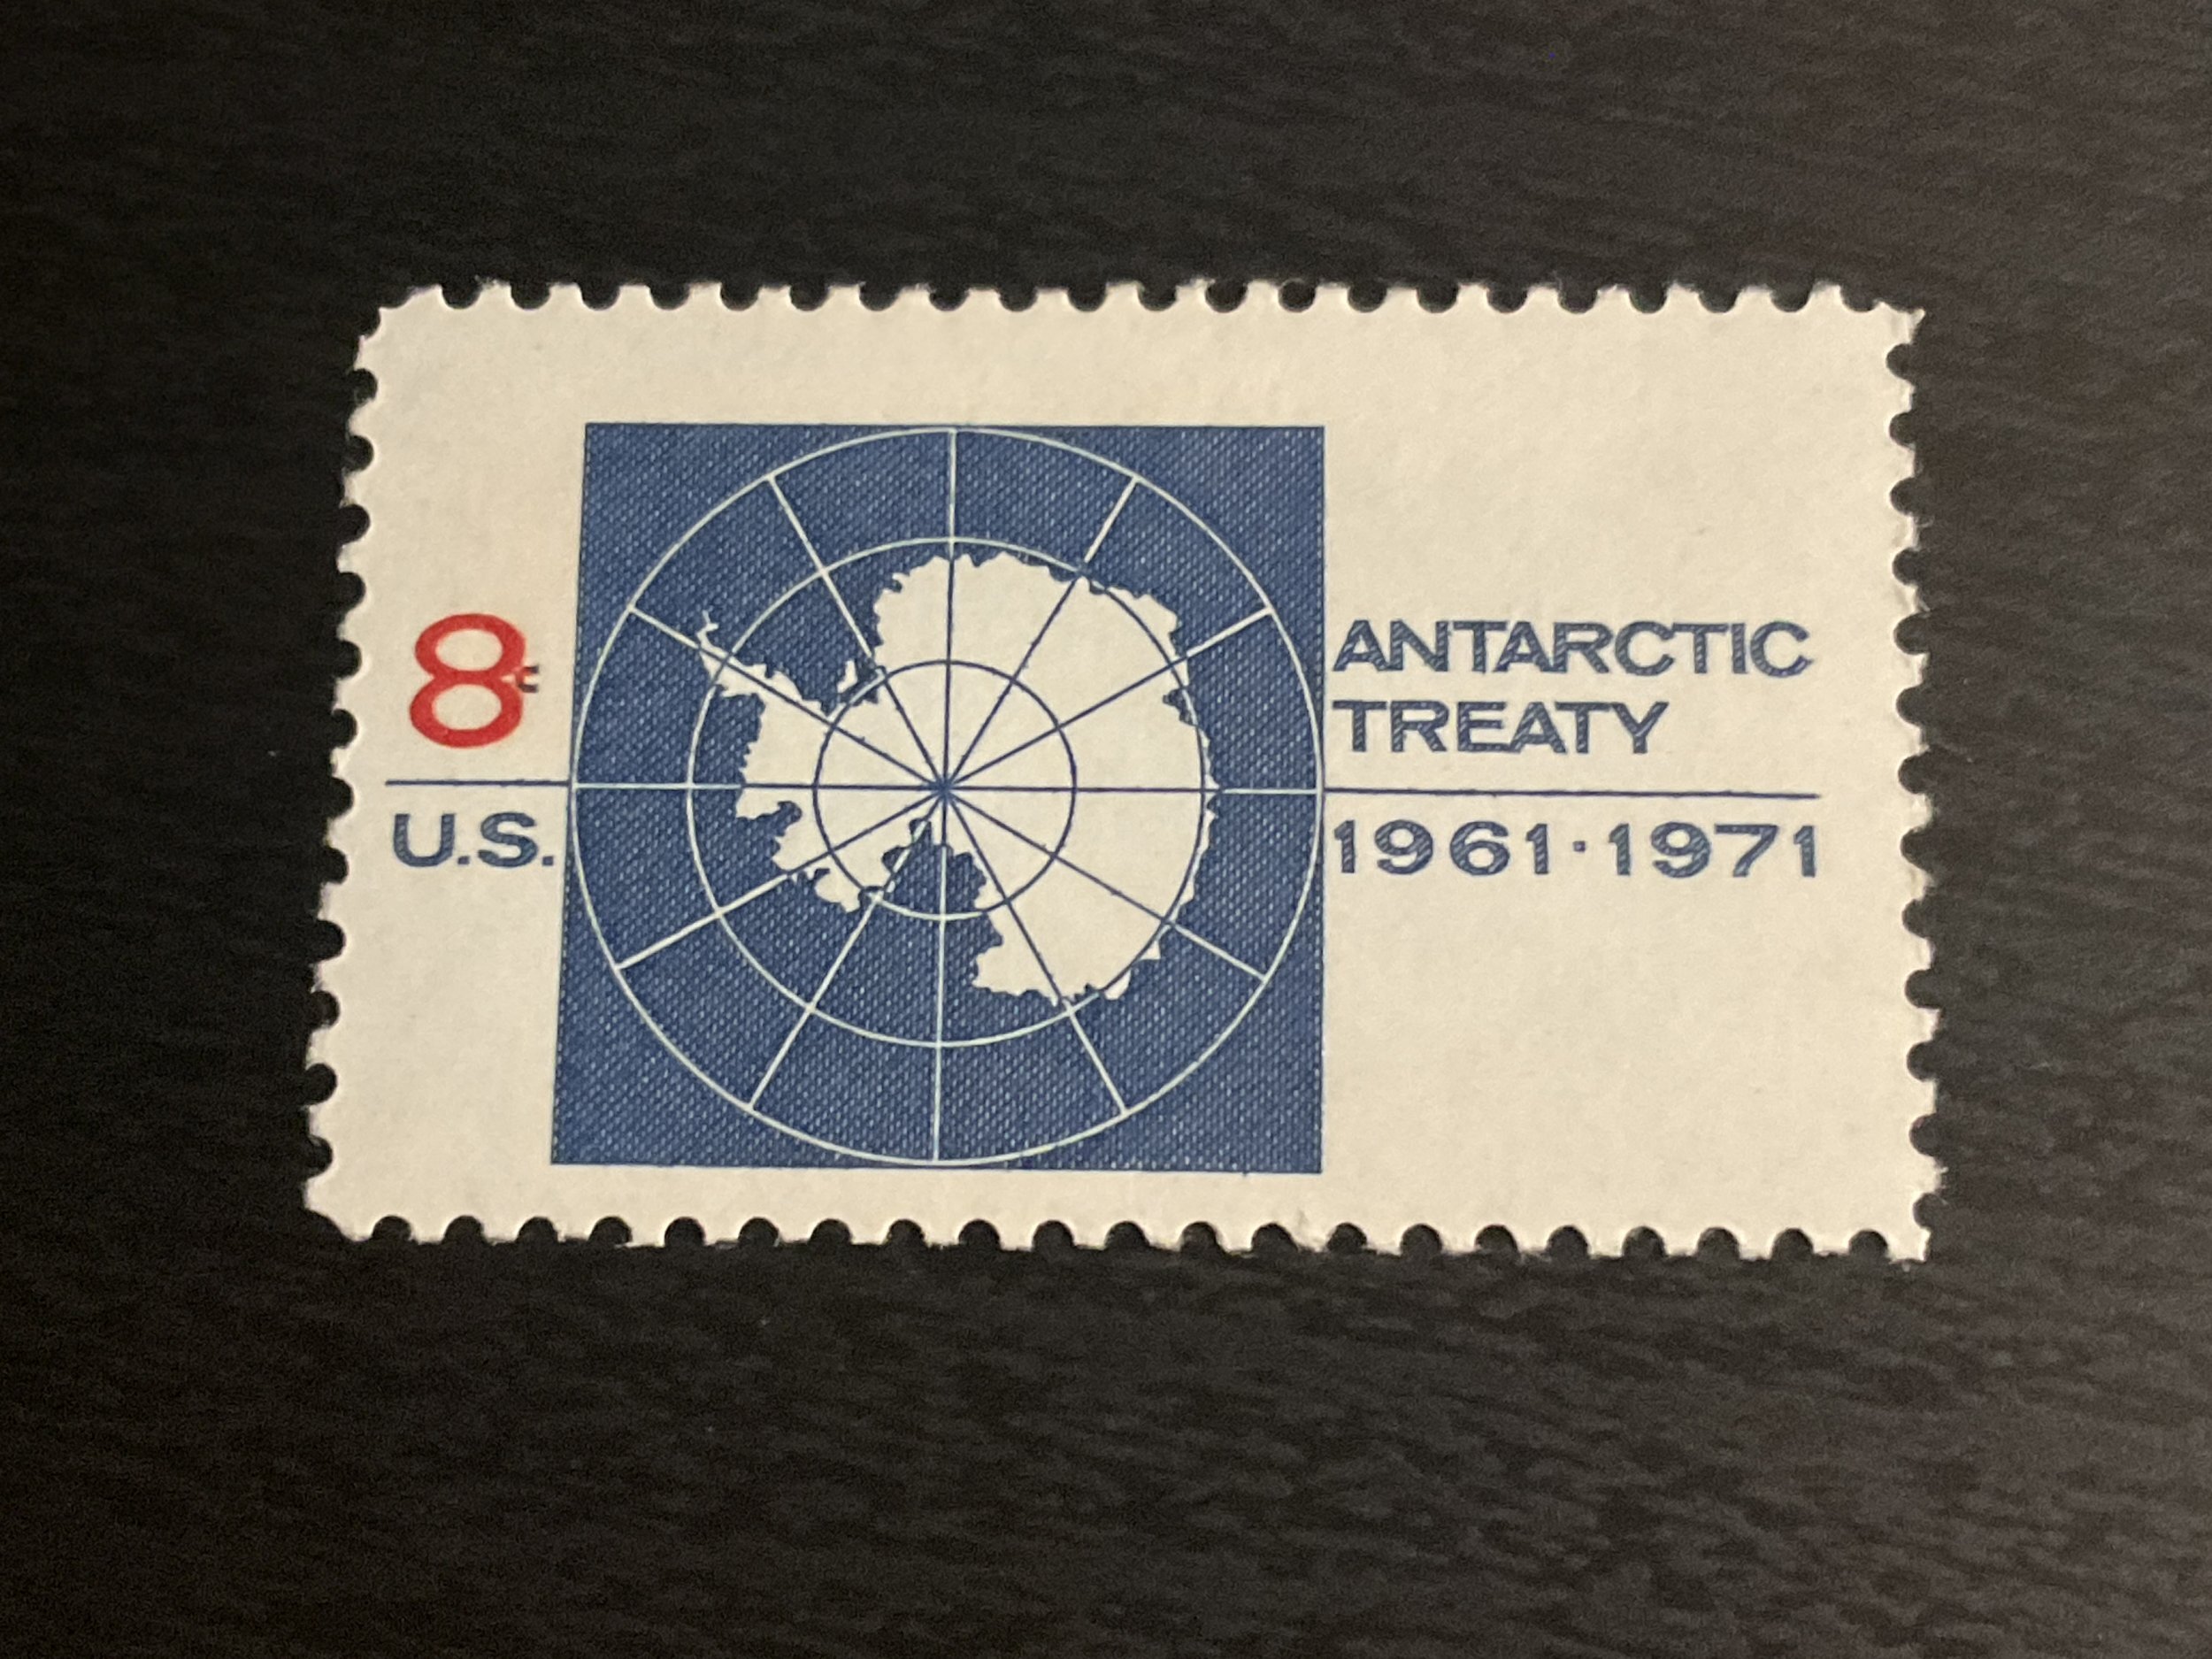 8c
U.S.
ANTARCTIC
TREATY
1961·1971